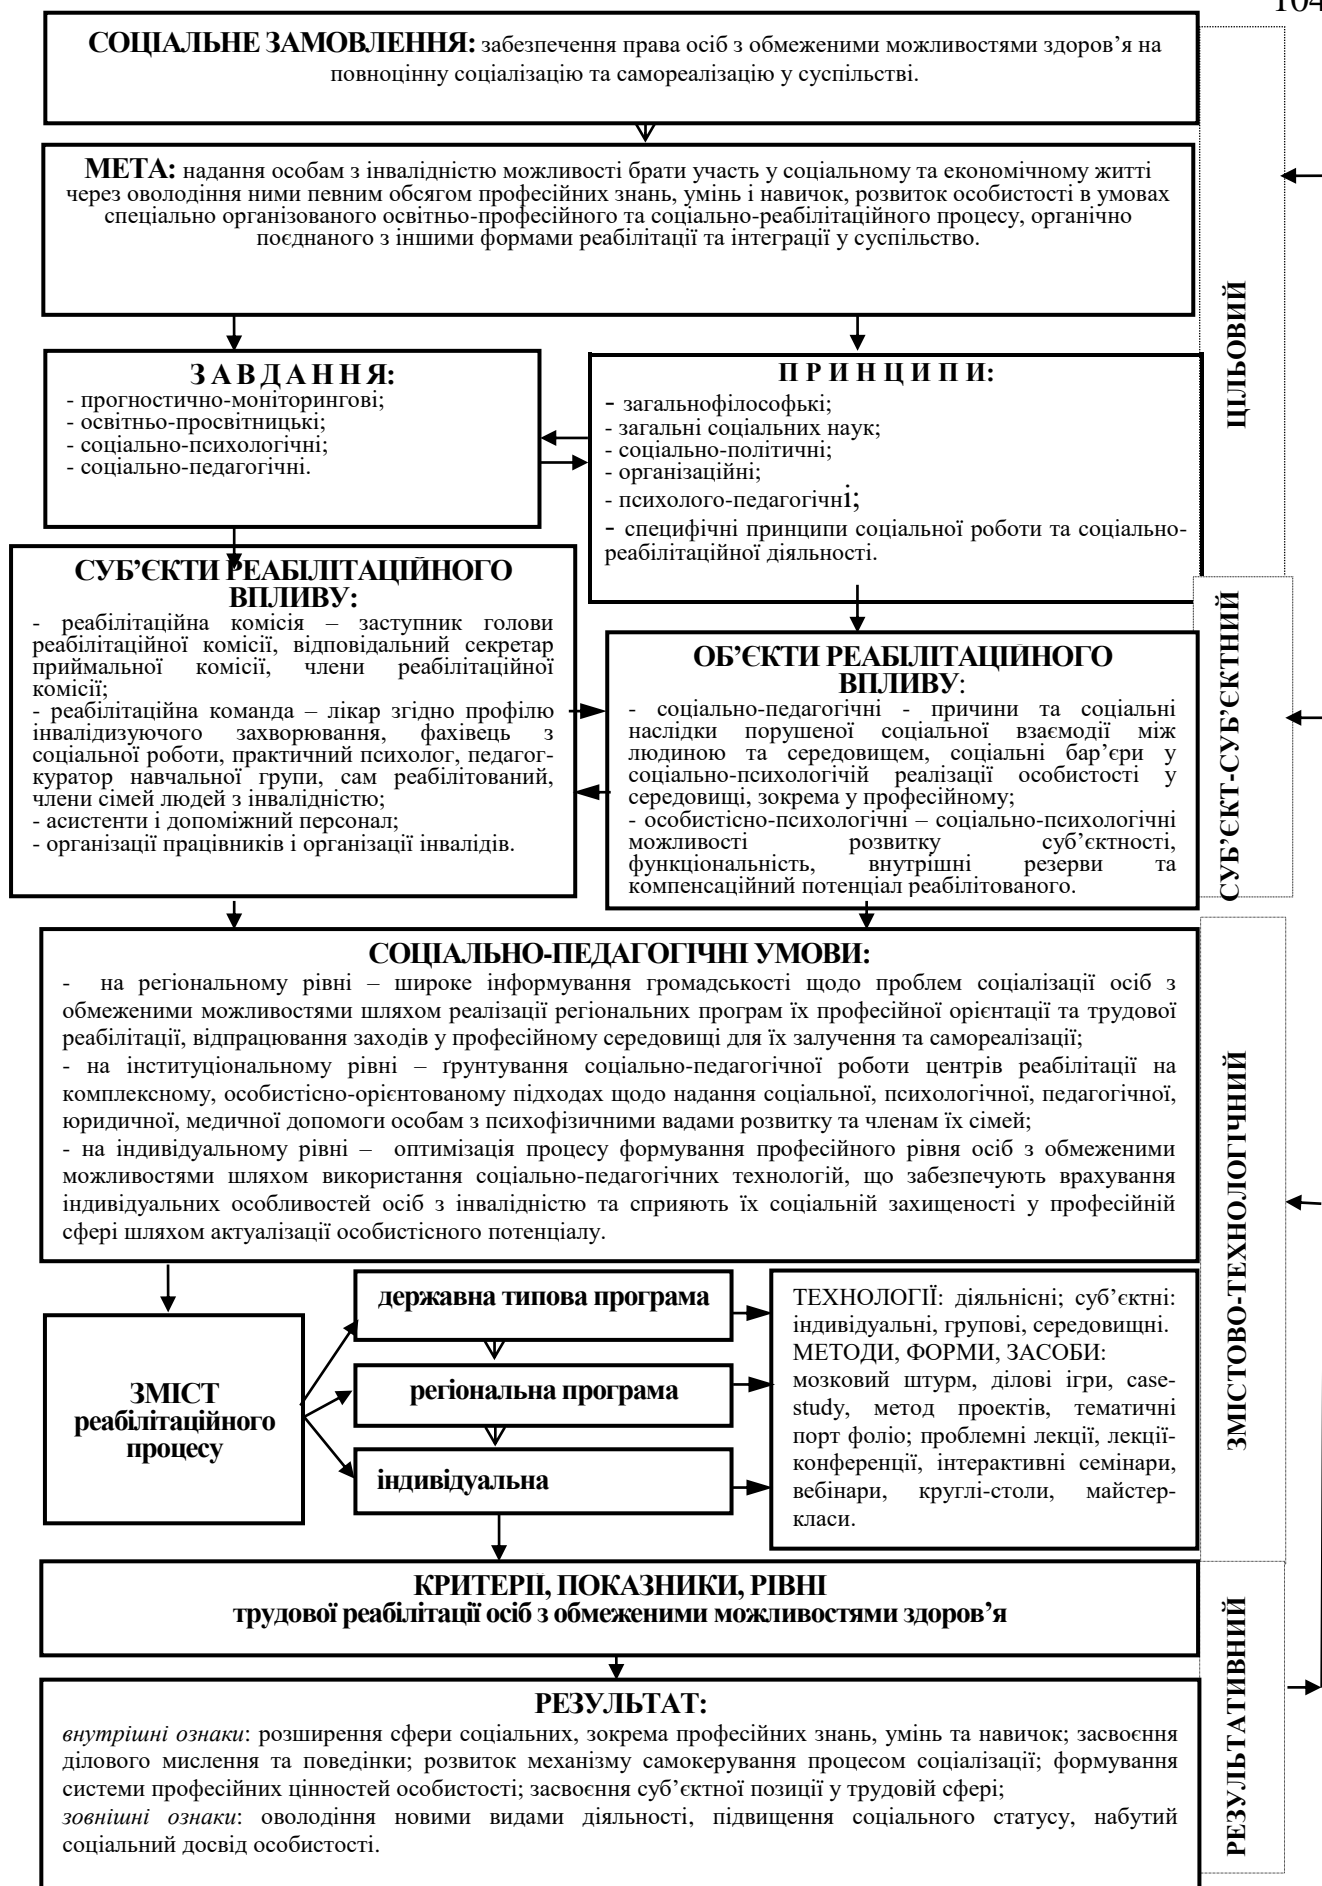 104
СОЦІАЛЬНЕ ЗАМОВЛЕННЯ: забезпечення права осіб з обмеженими можливостями здоров’я на
повноцінну соціалізацію та самореалізацію у суспільстві.
МЕТА: надання особам з інвалідністю можливості брати участь у соціальному та економічному житті
через оволодіння ними певним обсягом професійних знань, умінь і навичок, розвиток особистості в умовах
спеціально організованого освітньо-професійного та соціально-реабілітаційного процесу, органічно
поєднаного з іншими формами реабілітації та інтеграції у суспільство.
ЦІЛЬОВИЙ
З А В Д А Н Н Я:
- прогностично-моніторингові;
- освітньо-просвітницькі;
- соціально-психологічні;
- соціально-педагогічні.
П Р И Н Ц И П И:
- загальнофілософькі;
- загальні соціальних наук;
- соціально-політичні;
- організаційні;
- психолого-педагогічні;
- специфічні принципи соціальної роботи та соціально-
реабілітаційної діяльності.
СУБ’ЄКТИ РЕАБІЛІТАЦІЙНОГО
ВПЛИВУ:
- реабілітаційна комісія – заступник голови
реабілітаційної комісії, відповідальний секретар
приймальної комісії, члени реабілітаційної
комісії;
- реабілітаційна команда – лікар згідно профілю
інвалідизуючого захворювання, фахівець з
соціальної роботи, практичний психолог, педагог-
куратор навчальної групи, сам реабілітований,
члени сімей людей з інвалідністю;
- асистенти і допоміжний персонал;
- організації працівників і організації інвалідів.
ОБ’ЄКТИ РЕАБІЛІТАЦІЙНОГО
ВПЛИВУ:
- соціально-педагогічні - причини та соціальні
наслідки порушеної соціальної взаємодії між
людиною та середовищем, соціальні бар’єри у
соціально-психологічій реалізації особистості у
середовищі, зокрема у професійному;
- особистісно-психологічні – соціально-психологічні
можливості розвитку суб’єктності,
функціональність, внутрішні резерви та
компенсаційний потенціал реабілітованого.
СУБ’ЄКТ-СУБ’ЄКТНИЙ
СОЦІАЛЬНО-ПЕДАГОГІЧНІ УМОВИ:
- на регіональному рівні – широке інформування громадськості щодо проблем соціалізації осіб з
обмеженими можливостями шляхом реалізації регіональних програм їх професійної орієнтації та трудової
реабілітації, відпрацювання заходів у професійному середовищі для їх залучення та самореалізації;
- на інституціональному рівні – ґрунтування соціально-педагогічної роботи центрів реабілітації на
комплексному, особистісно-орієнтованому підходах щодо надання соціальної, психологічної, педагогічної,
юридичної, медичної допомоги особам з психофізичними вадами розвитку та членам їх сімей;
- на індивідуальному рівні – оптимізація процесу формування професійного рівня осіб з обмеженими
можливостями шляхом використання соціально-педагогічних технологій, що забезпечують врахування
індивідуальних особливостей осіб з інвалідністю та сприяють їх соціальній захищеності у професійній
сфері шляхом актуалізації особистісного потенціалу.
ЗМІСТОВО-ТЕХНОЛОГІЧНИЙ
ЗМІСТ
реабілітаційного
процесу
державна типова програма
регіональна програма
індивідуальна
ТЕХНОЛОГІЇ: діяльнісні; суб’єктні:
індивідуальні, групові, середовищні.
МЕТОДИ, ФОРМИ, ЗАСОБИ:
мозковий штурм, ділові ігри, case-
study, метод проектів, тематичні
порт фоліо; проблемні лекції, лекції-
конференції, інтерактивні семінари,
вебінари, круглі-столи, майстер-
класи.
КРИТЕРІЇ, ПОКАЗНИКИ, РІВНІ
трудової реабілітації осіб з обмеженими можливостями здоров’я
РЕЗУЛЬТАТ:
внутрішні ознаки: розширення сфери соціальних, зокрема професійних знань, умінь та навичок; засвоєння
ділового мислення та поведінки; розвиток механізму самокерування процесом соціалізації; формування
системи професійних цінностей особистості; засвоєння суб’єктної позиції у трудовій сфері;
зовнішні ознаки: оволодіння новими видами діяльності, підвищення соціального статусу, набутий
соціальний досвід особистості.
РЕЗУЛЬТАТИВНИЙ